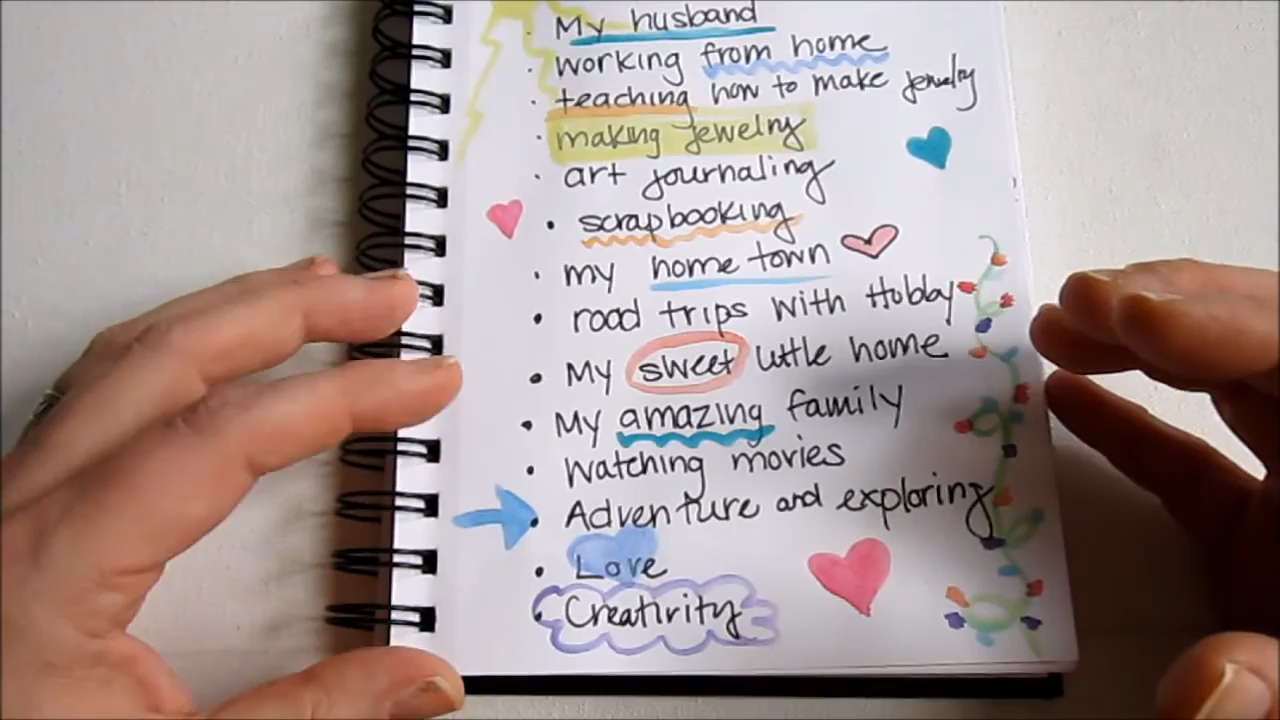 · My husband
· working from home
· teaching how to make jewelry
· making jewelry
· art journaling
• scrapbooking
· my home town
• road trips with Hubby
• My sweet little home
• My amazing family
• Watching movies
• Adventure and exploring
• Love
• Creativity